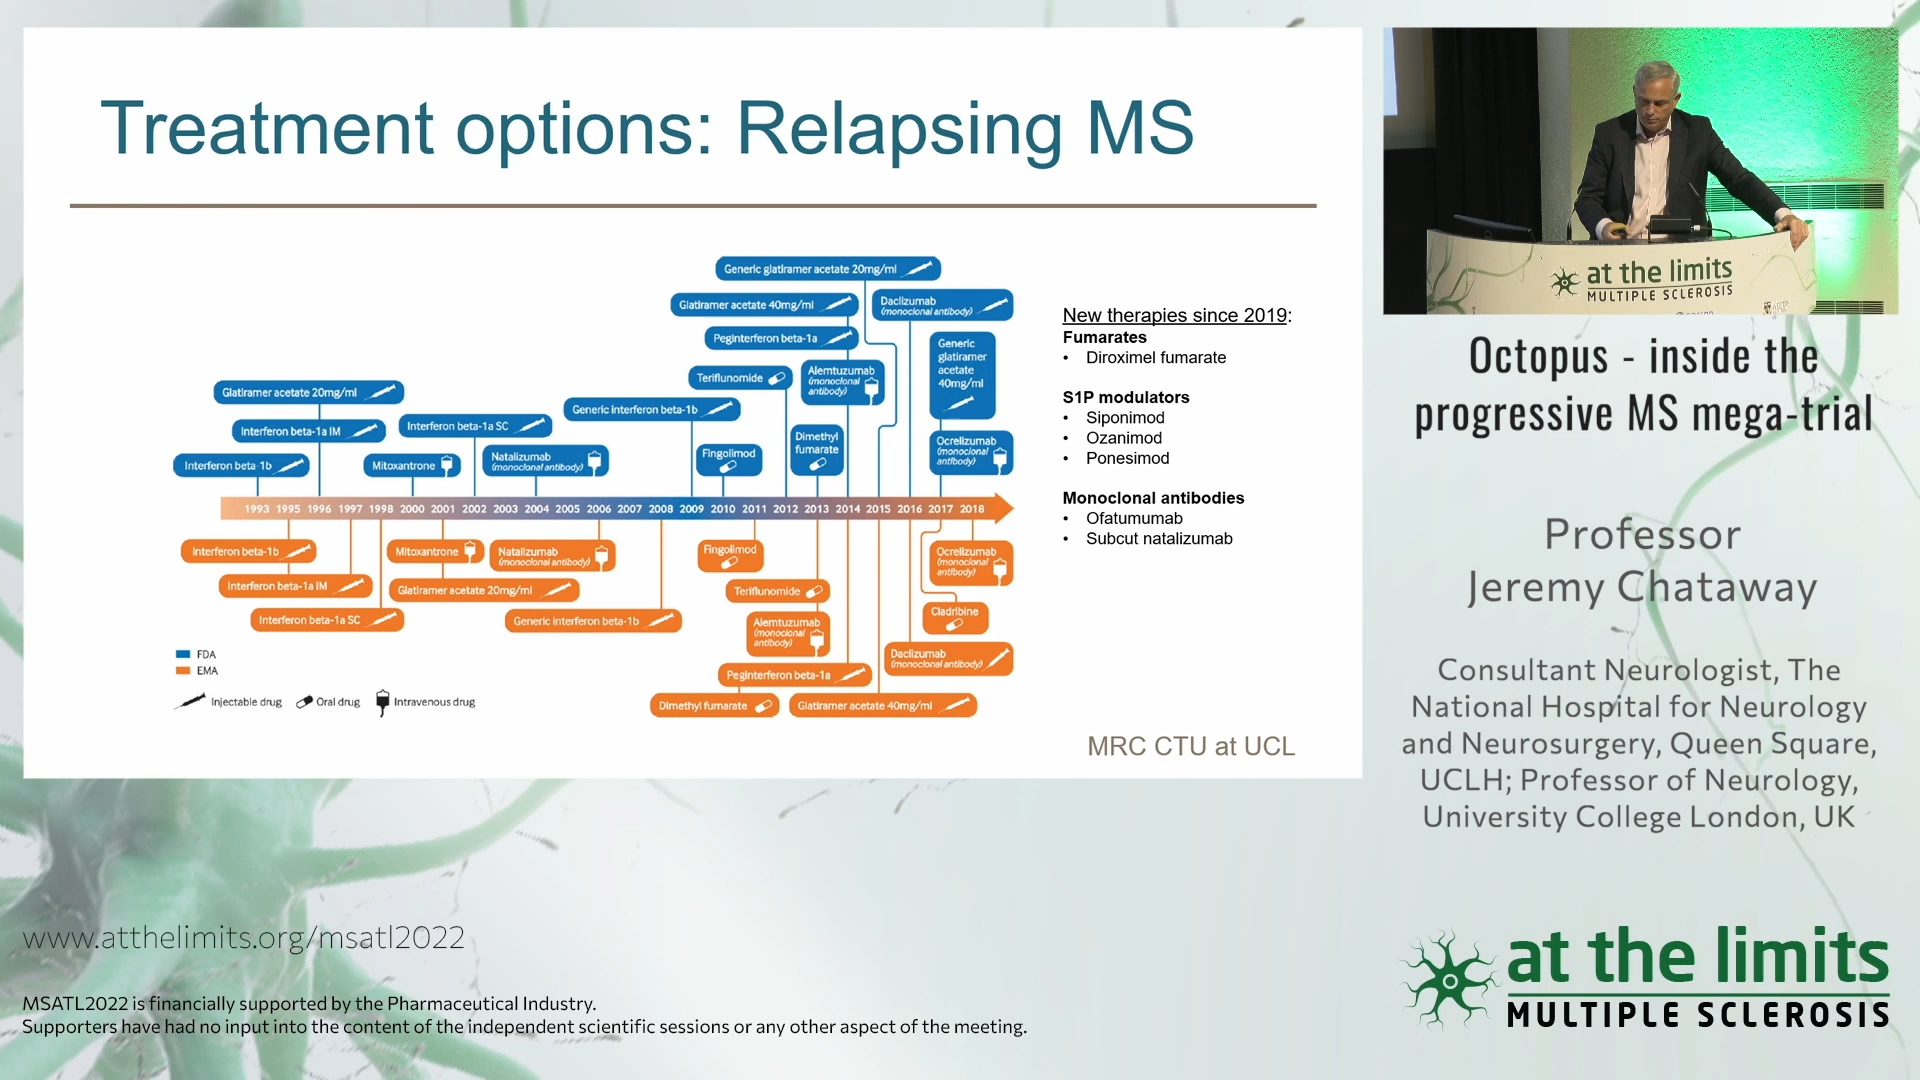 Treatment options: Relapsing MS
Generic glatiramer acetate 20mg/ml
Glatiramer acetate 40mg/ml
Daclizumab
(monoclonal antibody)
Peginterferon beta-1a
Generic
glatiramer
acetate
40mg/ml
Teriflunomide
Alemtuzumab
(monoclonal
antibody)
Glatiramer acetate 20mg/ml
Generic interferon beta-1b
Interferon beta-1a IM
Interferon beta-1a SC
Dimethyl
fumarate
Ocrelizumab
(monoclonal
antibody)
Interferon beta-1b
Mitoxantrone
Natalizumab
(monoclonal antibody)
Fingolimod
1993 1995 1996 1997 1998 2000 2001 2002 2003 2004 2005 2006 2007 2008 2009 2010 2011 2012 2013 2014 2015 2016 2017 2018
Interferon beta-1b
Mitoxantrone
Natalizumab
(monoclonal antibody)
Fingolimod
Ocrelizumab
(monoclonal
antibody)
Interferon beta-1a IM
Glatiramer acetate 20mg/ml
Teriflunomide
Interferon beta-1a SC
Generic interferon beta-1b
Alemtuzumab
(monoclonal
antibody)
Cladribine
Daclizumab
(monoclonal antibody)
Peginterferon beta-1a
Dimethyl fumarate
Glatiramer acetate 40mg/ml
FDA
EMA
Injectable drug
Oral drug
Intravenous drug
New therapies since 2019:
Fumarates
• Diroximel fumarate
S1P modulators
• Siponimod
• Ozanimod
• Ponesimod
Monoclonal antibodies
• Ofatumumab
• Subcut natalizumab
MRC CTU at UCL
at the limits
MULTIPLE SCLEROSIS
Octopus - inside the
progressive MS mega-trial
Professor
Jeremy Chataway
Consultant Neurologist, The
National Hospital for Neurology
and Neurosurgery, Queen Square,
UCLH; Professor of Neurology,
University College London, UK
www.atthelimits.org/msatl2022
MSATL2022 is financially supported by the Pharmaceutical Industry.
Supporters have had no input into the content of the independent scientific sessions or any other aspect of the meeting.
at the limits
MULTIPLE SCLEROSIS